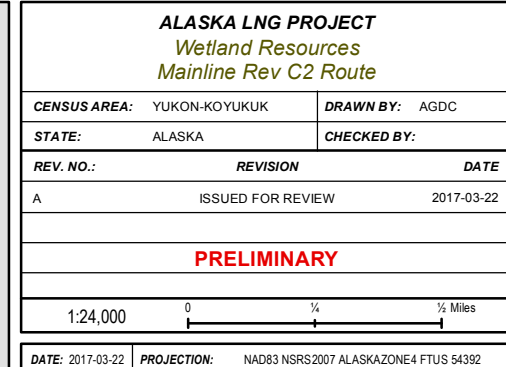 ALASKA LNG PROJECT
Wetland Resources
Mainline Rev C2 Route
CENSUS AREA: YUKON-KOYUKUK DRAWN BY: AGDC
STATE: ALASKA CHECKED BY:
REV. NO.: REVISION DATE
A ISSUED FOR REVIEW 2017-03-22
PRELIMINARY
1:24,000 0 ¼ ½ Miles
DATE: 2017-03-22 PROJECTION: NAD83 NSRS2007 ALASKAZONE4 FTUS 54392